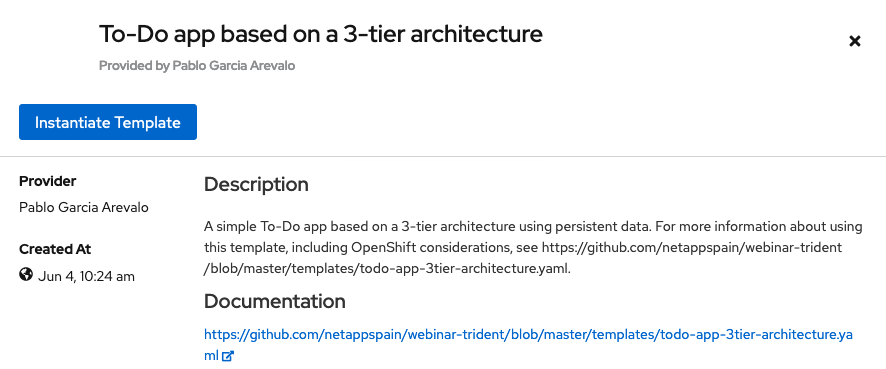 To-Do app based on a 3-tier architecture
Provided by Pablo Garcia Arevalo
Instantiate Template
Provider
Pablo Garcia Arevalo
Created At
Jun 4, 10:24 am
Description
A simple To-Do app based on a 3-tier architecture using persistent data. For more information about using
this template, including OpenShift considerations, see https://github.com/netappspain/webinar-trident
/blob/master/templates/todo-app-3tier-architecture.yaml.
Documentation
https://github.com/netappspain/webinar-trident/blob/master/templates/todo-app-3tier-architecture.ya
ml